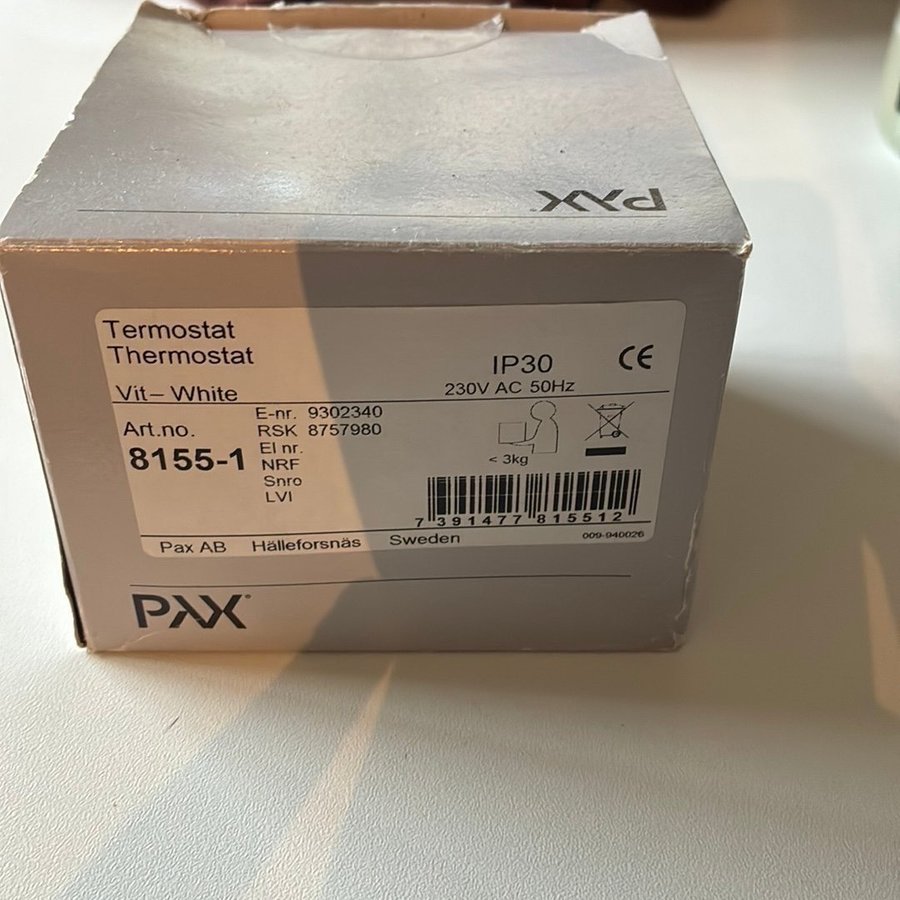 PAX
Termostat
Thermostat
IP30
CE
Vit– White
230V AC 50Hz
Art.no.
8155-1
E-nr. 9302340
RSK 8757980
El nr.
NRF
Snro
LVI
< 3kg
7 391477 815512
Pax AB Hälleforsnäs Sweden
009-940026
PAX